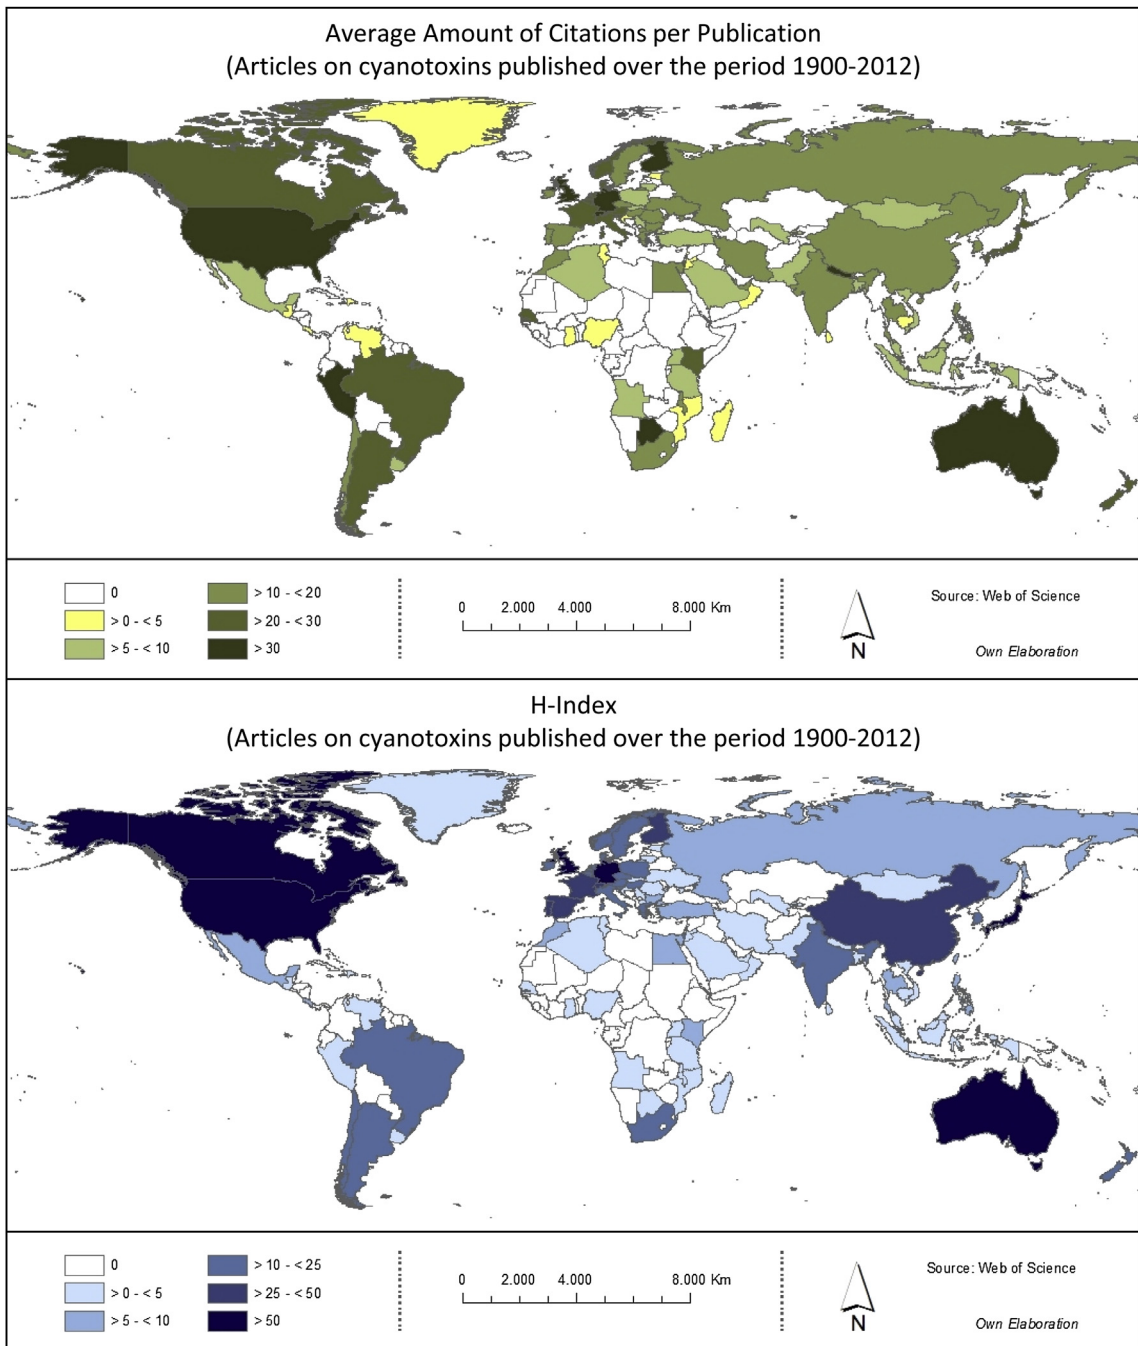 Average Amount of Citations per Publication
(Articles on cyanotoxins published over the period 1900-2012)
0
> 0 - < 5
> 5 - < 10
> 10 - < 20
> 20 - < 30
> 30
0 2.000 4.000 8.000 Km
N
Source: Web of Science
Own Elaboration
H-Index
(Articles on cyanotoxins published over the period 1900-2012)
0
> 0 - < 5
> 5 - < 10
> 10 - < 25
> 25 - < 50
> 50
0 2.000 4.000 8.000 Km
N
Source: Web of Science
Own Elaboration